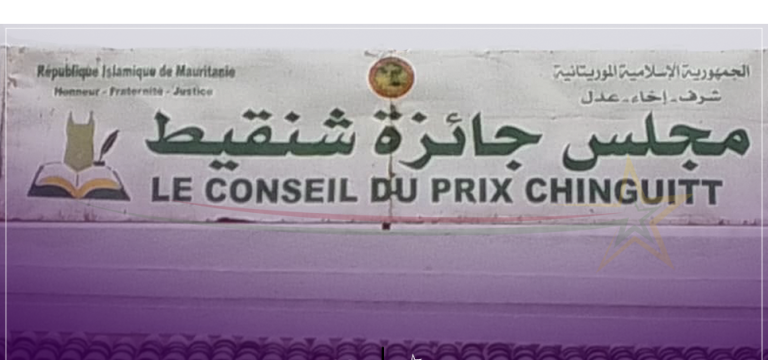 République Islamique de Mauritanie
الجمهورية الإسلامية الموريتانية
Honneur - Fraternité - Justice
شرف - إخاء - عدل
مجلس جائزة شنقيط
LE CONSEIL DU PRIX CHINGUITT